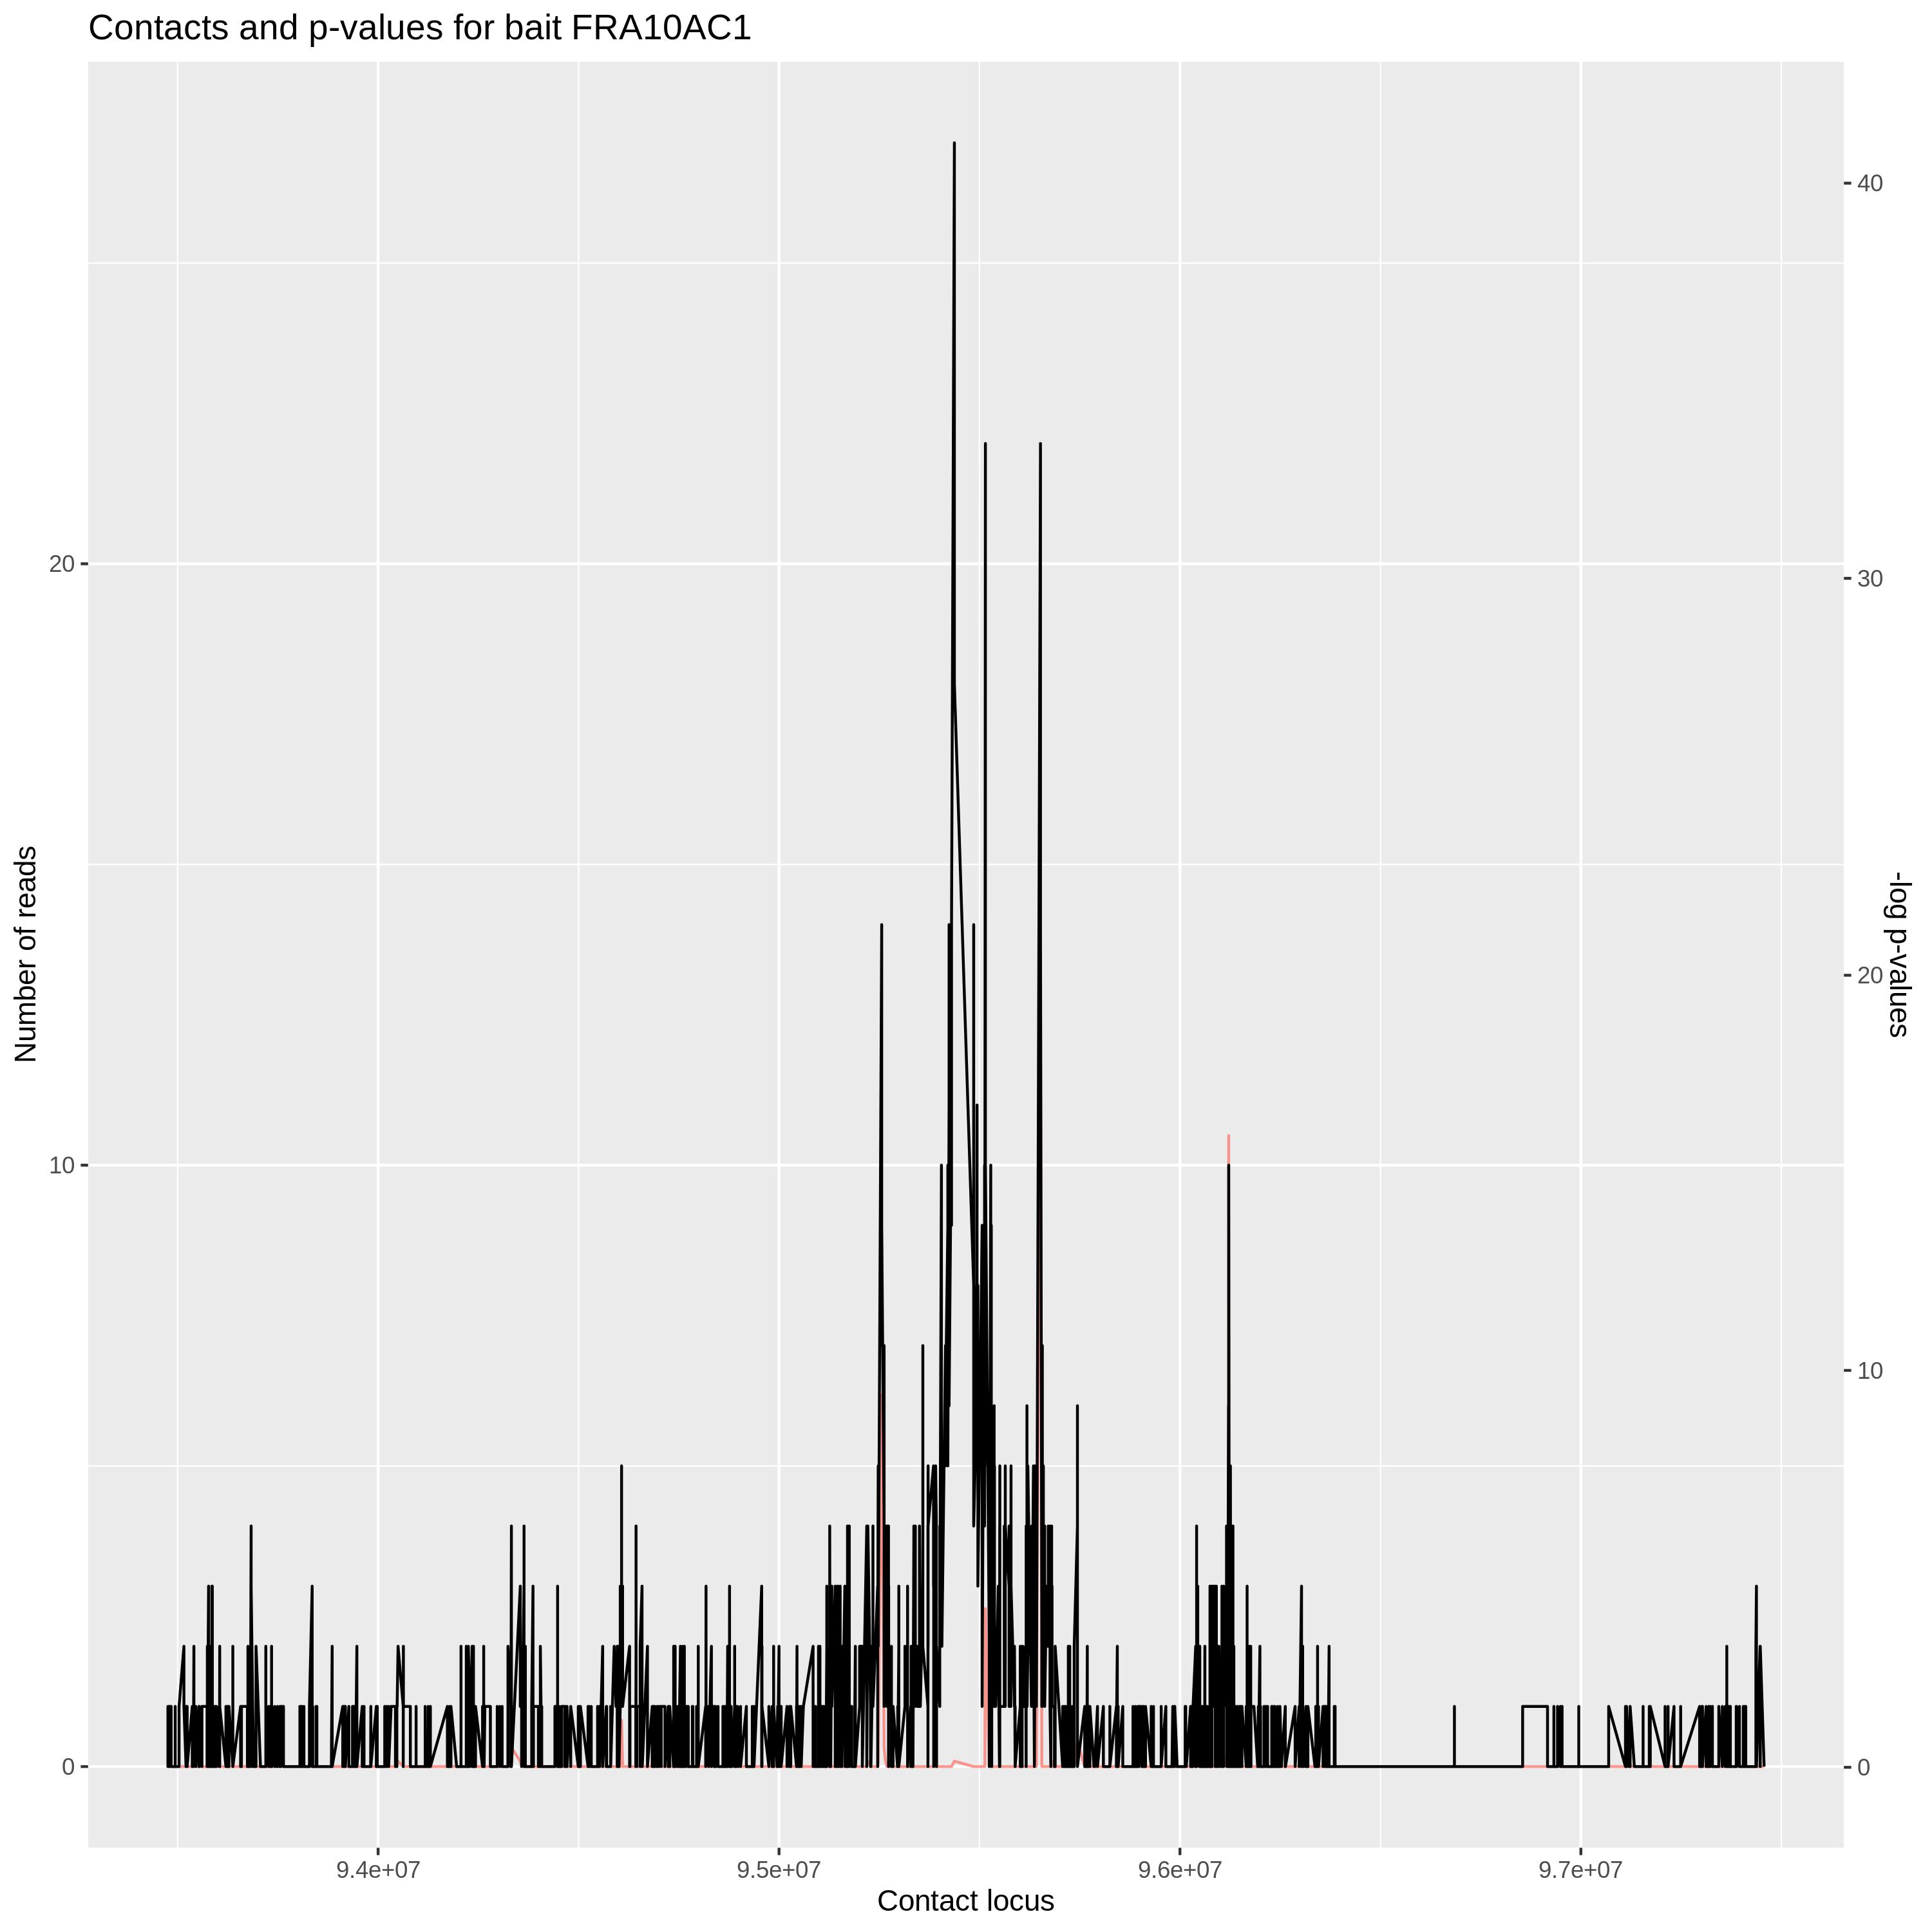 Contacts and p-values for bait FRA10AC1
Number of reads
20
10
0
40
30
20
10
0
-log p-values
9.4e+07 9.5e+07 9.6e+07 9.7e+07
Contact locus